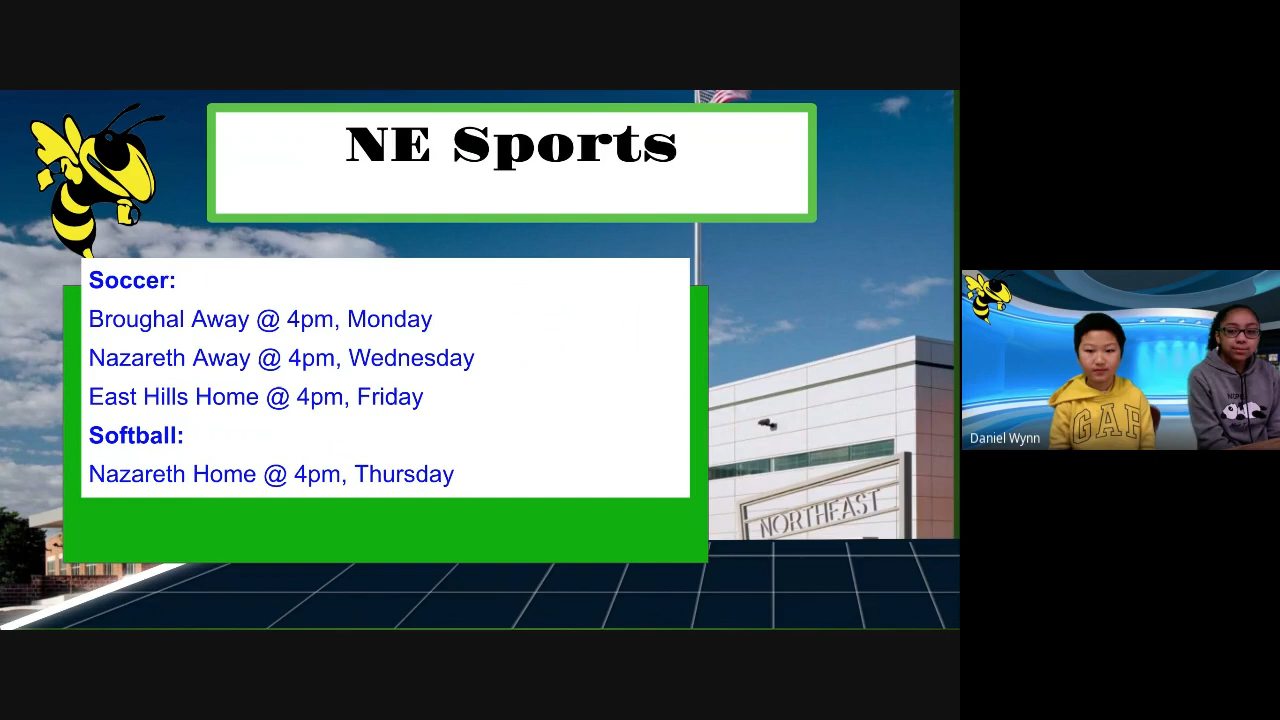 NE Sports
Soccer:
Broughal Away @ 4pm, Monday
Nazareth Away @ 4pm, Wednesday
East Hills Home @ 4pm, Friday
Softball:
Nazareth Home @ 4pm, Thursday
NORTHEAST
GAP
Daniel Wynn